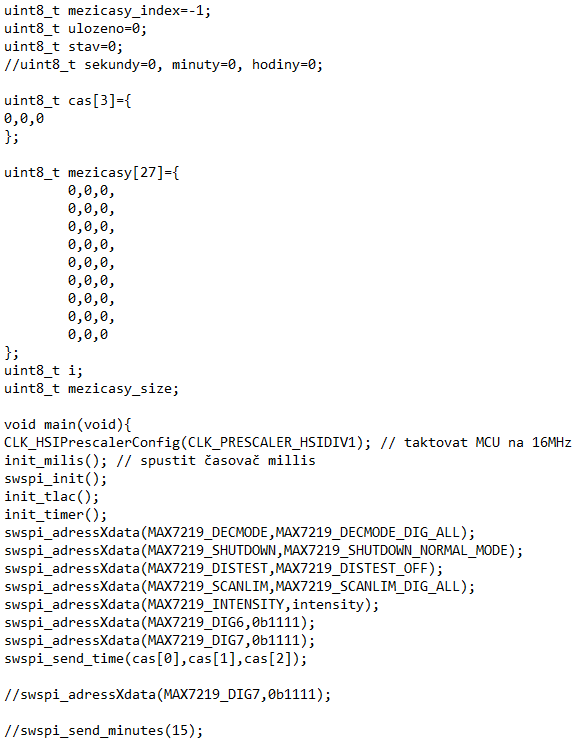 uint8_t mezicasy_index=-1;
uint8_t ulozeno=0;
uint8_t stav=0;
//uint8_t sekundy=0, minuty=0, hodiny=0;

uint8_t cas[3]={
0,0,0
};

uint8_t mezicasy[27]={
        0,0,0,
        0,0,0,
        0,0,0,
        0,0,0,
        0,0,0,
        0,0,0,
        0,0,0,
        0,0,0,
        0,0,0
};
uint8_t i;
uint8_t mezicasy_size;

void main(void){
CLK_HSIPrescalerConfig(CLK_PRESCALER_HSIDIV1); // taktovat MCU na 16MHz
init_milis(); // spustit časovač millis
swspi_init();
init_tlac();
init_timer();
swspi_adressXdata(MAX7219_DECMODE,MAX7219_DECMODE_DIG_ALL);
swspi_adressXdata(MAX7219_SHUTDOWN,MAX7219_SHUTDOWN_NORMAL_MODE);
swspi_adressXdata(MAX7219_DISTEST,MAX7219_DISTEST_OFF);
swspi_adressXdata(MAX7219_SCANLIM,MAX7219_SCANLIM_DIG_ALL);
swspi_adressXdata(MAX7219_INTENSITY,intensity);
swspi_adressXdata(MAX7219_DIG6,0b1111);
swspi_adressXdata(MAX7219_DIG7,0b1111);
swspi_send_time(cas[0],cas[1],cas[2]);

//swspi_adressXdata(MAX7219_DIG7,0b1111);

//swspi_send_minutes(15);